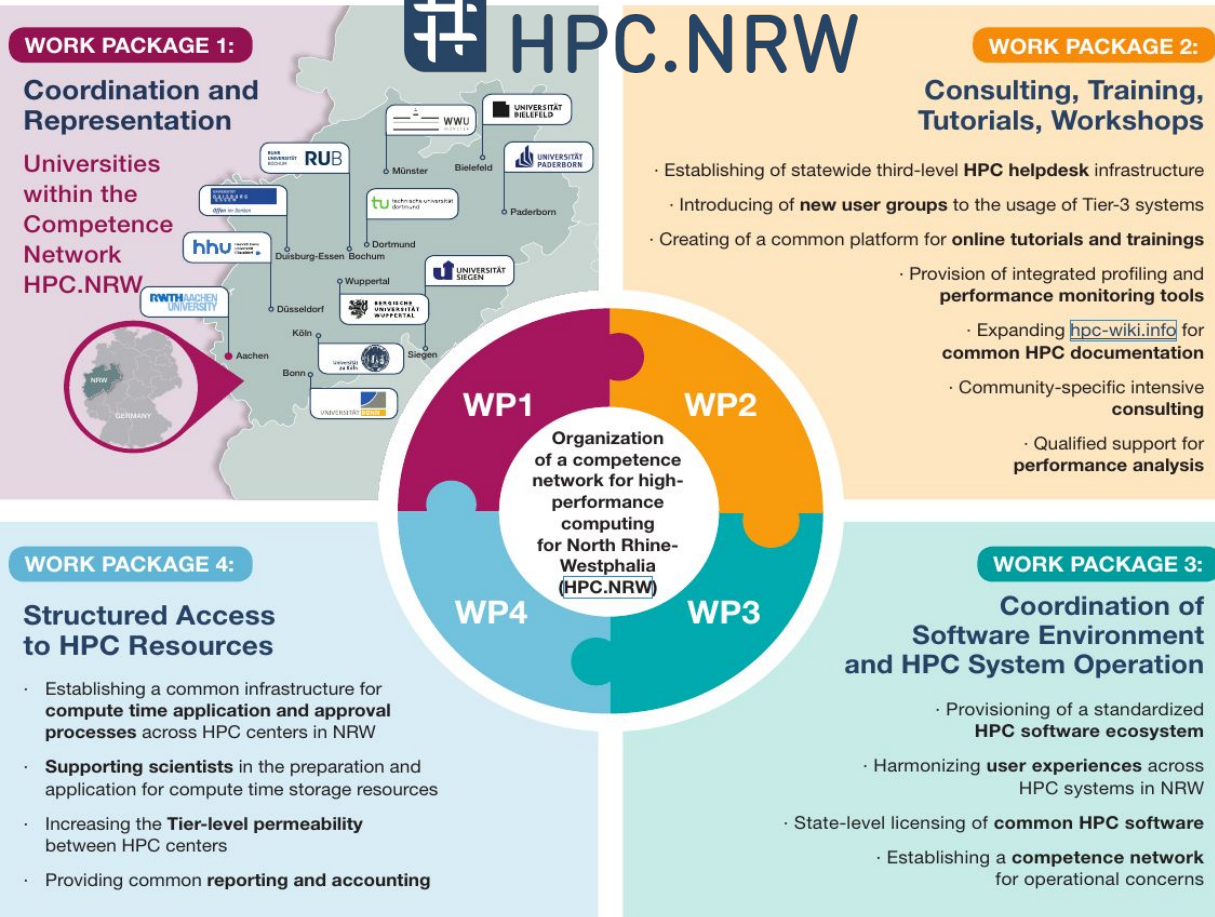 HPC.NRW
WORK PACKAGE 1:
Coordination and
Representation
Universities
within the
Competence
Network
HPC.NRW
WWU
MÜNSTER
UNIVERSITÄT
BIELEFELD
RUHR
UNIVERSITÄT
BOCHUM
RUB
UNIVERSITÄT
PADERBORN
Münster
Bielefeld
UNIVERSITÄT
DUISBURG
ESSEN
Offen im Denken
tu technische universität
dortmund
Paderborn
hhu
Dortmund
Duisburg-Essen Bochum
UNIVERSITÄT
SIEGEN
Wuppertal
RWTHAACHEN
UNIVERSITY
BERGISCHE
UNIVERSITÄT
WUPPERTAL
Düsseldorf
Köln
Universität
zu Köln
Siegen
Aachen
Bonn
UNIVERSITÄT BONN
NRW
GERMANY
WORK PACKAGE 2:
Consulting, Training,
Tutorials, Workshops
· Establishing of statewide third-level HPC helpdesk infrastructure
· Introducing of new user groups to the usage of Tier-3 systems
· Creating of a common platform for online tutorials and trainings
· Provision of integrated profiling and
performance monitoring tools
· Expanding hpc-wiki.info for
common HPC documentation
· Community-specific intensive
consulting
· Qualified support for
performance analysis
WP1
WP2
Organization
of a competence
network for high-
performance
computing
for North Rhine-
Westphalia
(HPC.NRW)
WP4
WP3
WORK PACKAGE 4:
Structured Access
to HPC Resources
· Establishing a common infrastructure for
compute time application and approval
processes across HPC centers in NRW
· Supporting scientists in the preparation and
application for compute time storage resources
· Increasing the Tier-level permeability
between HPC centers
· Providing common reporting and accounting
WORK PACKAGE 3:
Coordination of
Software Environment
and HPC System Operation
· Provisioning of a standardized
HPC software ecosystem
· Harmonizing user experiences across
HPC systems in NRW
· State-level licensing of common HPC software
· Establishing a competence network
for operational concerns